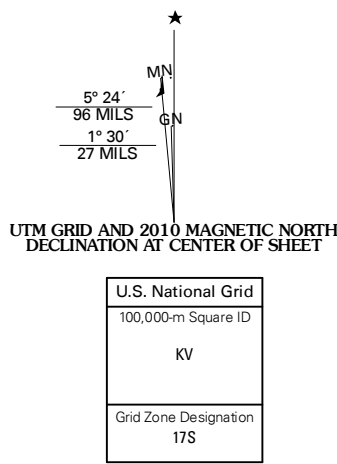 ★
MN
5° 24´
96 MILS
GN
1° 30´
27 MILS
UTM GRID AND 2010 MAGNETIC NORTH
DECLINATION AT CENTER OF SHEET
U.S. National Grid
100,000-m Square ID
KV
Grid Zone Designation
17S